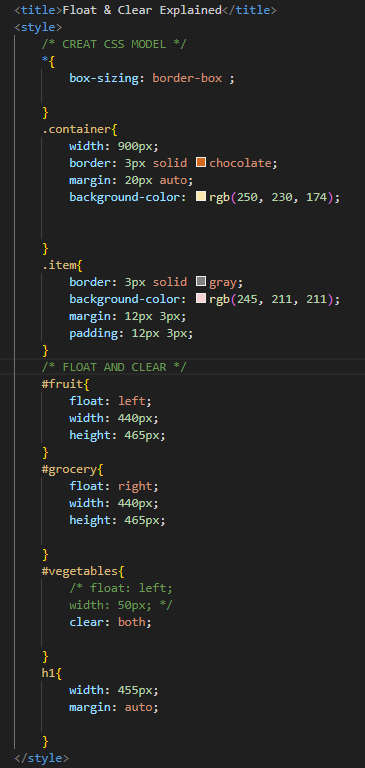 <title>Float & Clear Explained</title>
<style>
/* CREAT CSS MODEL */
*{
box-sizing: border-box ;
}
.container{
width: 900px;
border: 3px solid chocolate;
margin: 20px auto;
background-color: rgb(250, 230, 174);
}
.item{
border: 3px solid gray;
background-color: rgb(245, 211, 211);
margin: 12px 3px;
padding: 12px 3px;
}
/* FLOAT AND CLEAR */
#fruit{
float: left;
width: 440px;
height: 465px;
}
#grocery{
float: right;
width: 440px;
height: 465px;
}
#vegetables{
/* float: left;
width: 50px; */
clear: both;
}
h1{
width: 455px;
margin: auto;
}
</style>